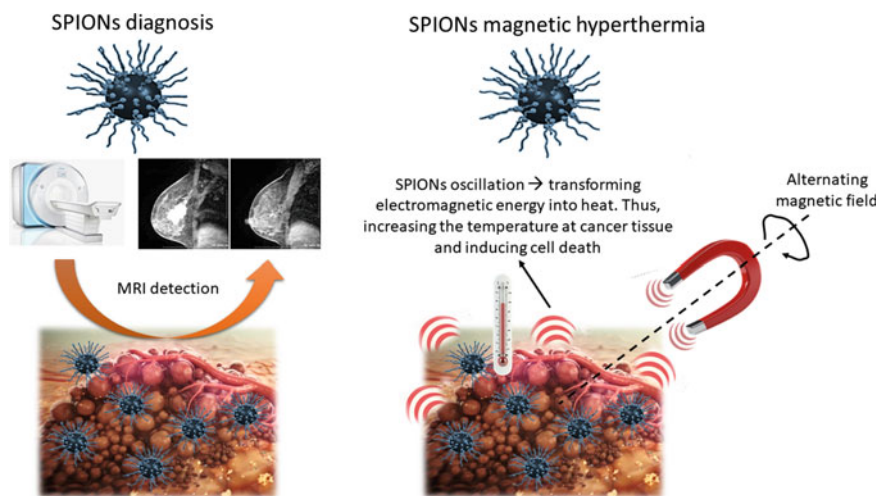 SPIONs diagnosis
MRI detection
SPIONs magnetic hyperthermia
SPIONs oscillation → transforming
electromagnetic energy into heat. Thus,
increasing the temperature at cancer tissue
and inducing cell death
Alternating
magnetic field